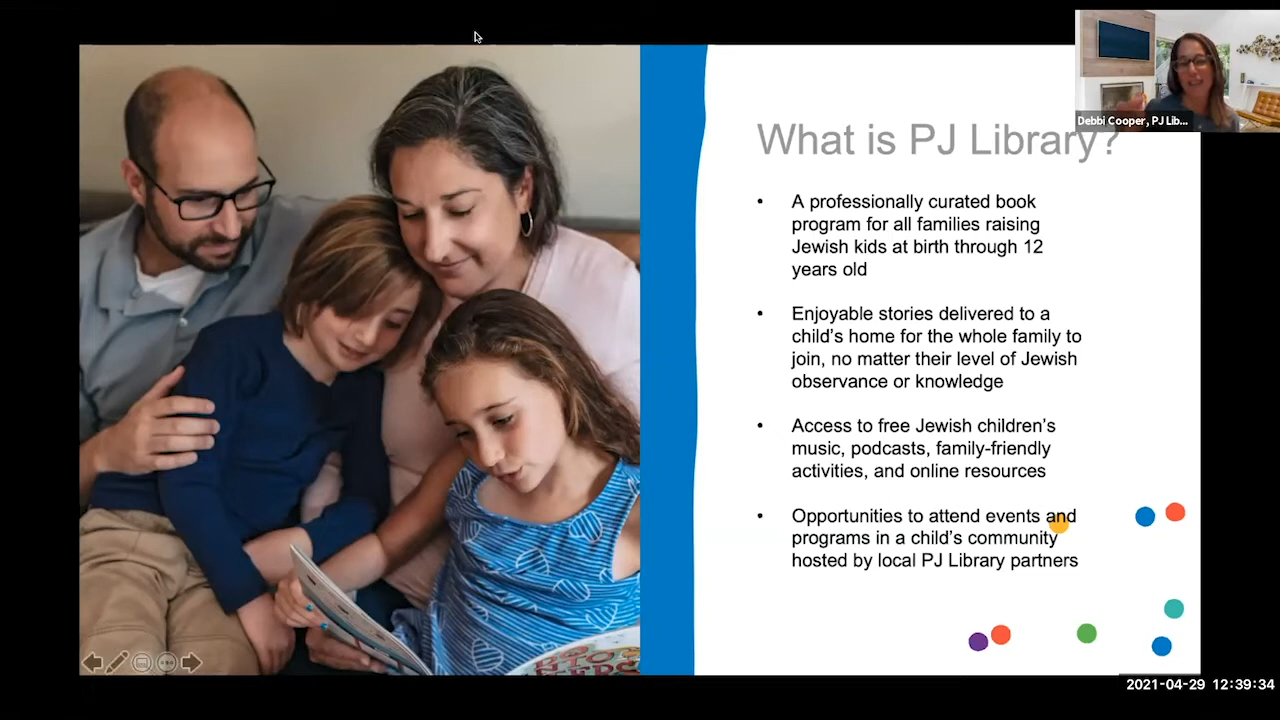 Debbi Cooper, PJ Lib...
What is PJ Library?
• A professionally curated book
program for all families raising
Jewish kids at birth through 12
years old
• Enjoyable stories delivered to a
child's home for the whole family to
join, no matter their level of Jewish
observance or knowledge
• Access to free Jewish children's
music, podcasts, family-friendly
activities, and online resources
• Opportunities to attend events and
programs in a child's community
hosted by local PJ Library partners
2021-04-29 12:39:34